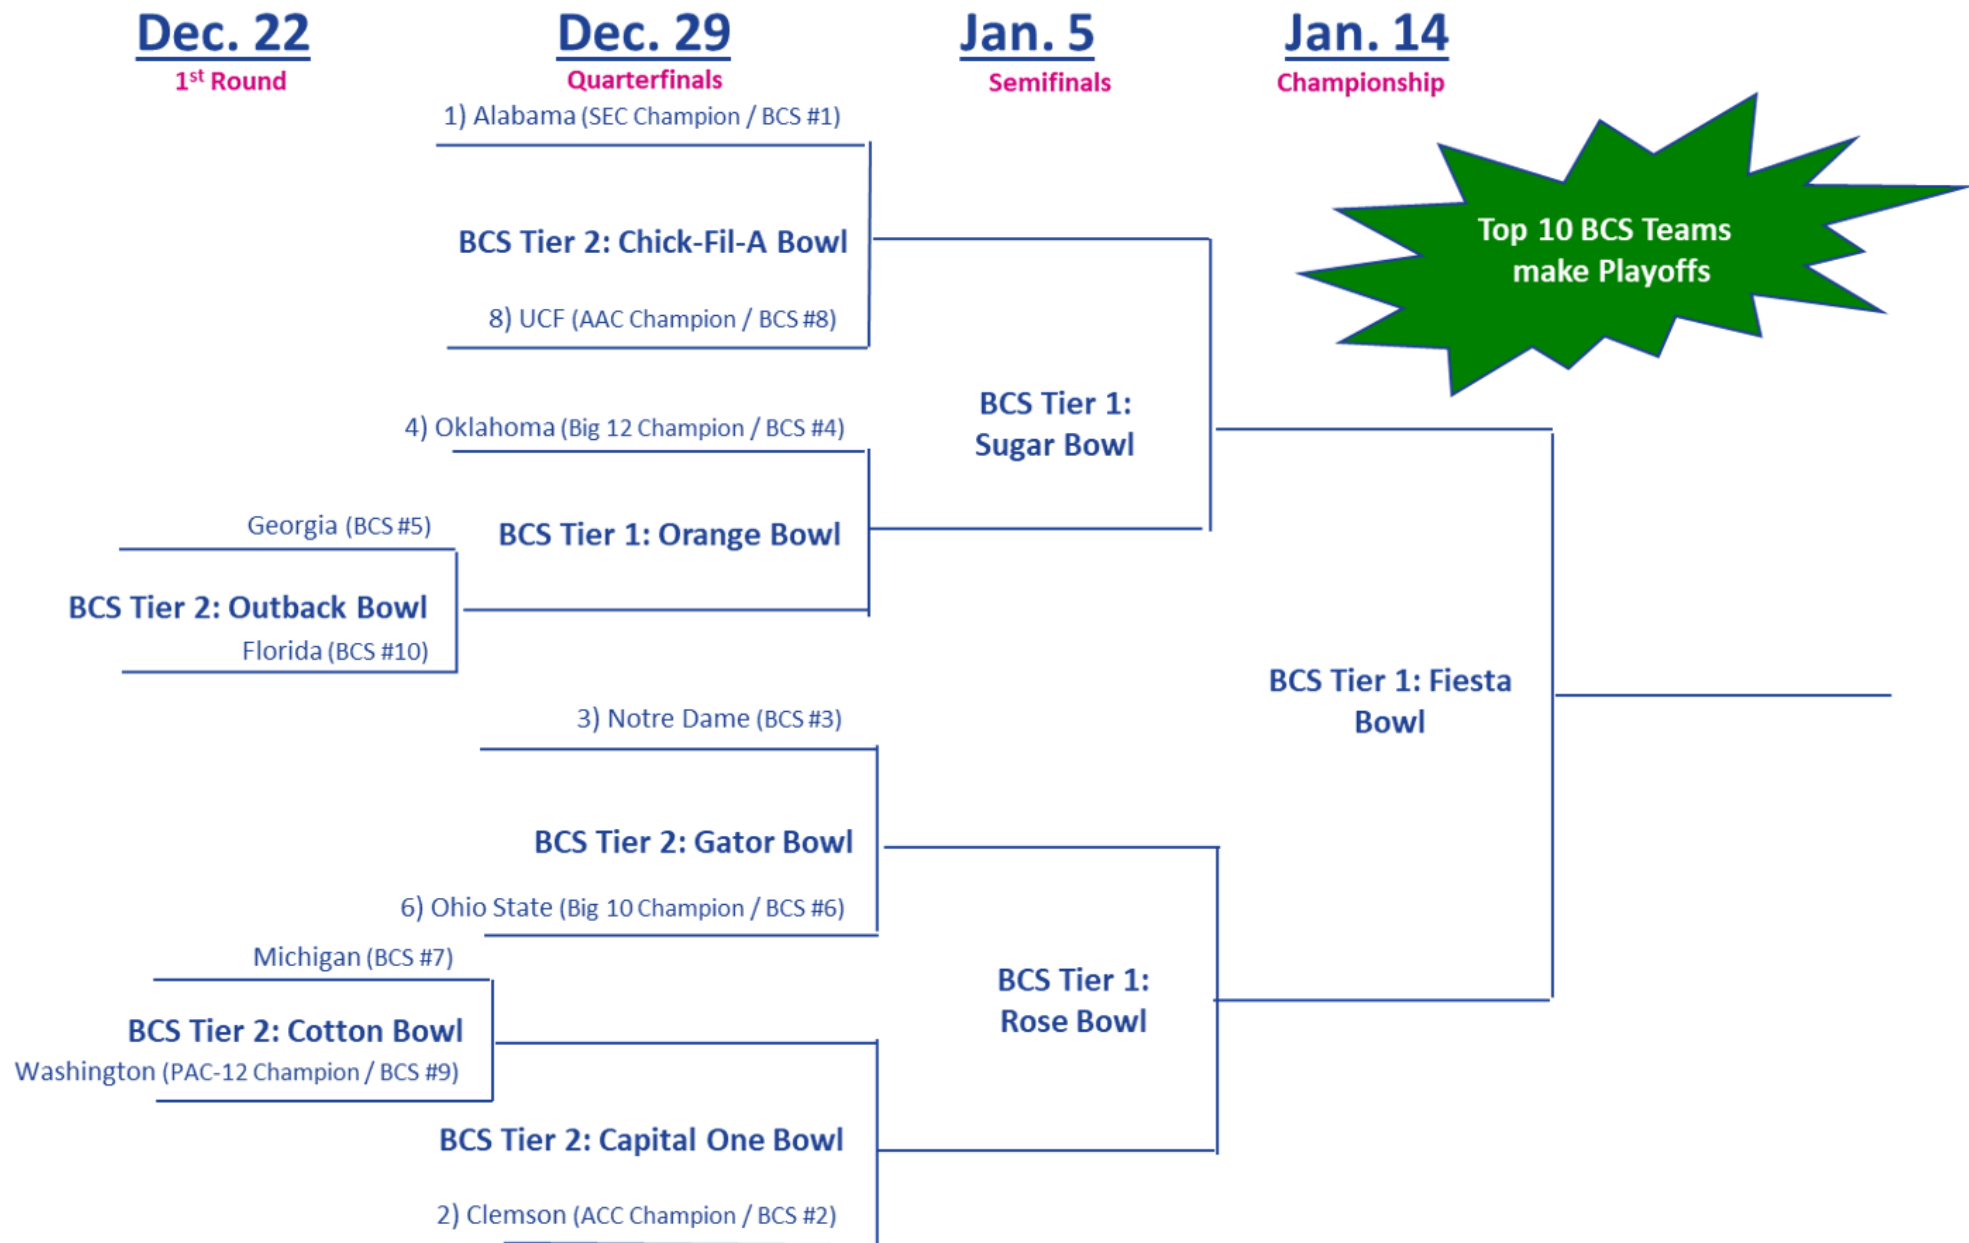 Dec. 22
1st Round
Dec. 29
Quarterfinals
Jan. 5
Semifinals
Jan. 14
Championship
1) Alabama (SEC Champion / BCS #1)
BCS Tier 2: Chick-Fil-A Bowl
8) UCF (AAC Champion / BCS #8)
Top 10 BCS Teams
make Playoffs
BCS Tier 1:
Sugar Bowl
4) Oklahoma (Big 12 Champion / BCS #4)
Georgia (BCS #5)
BCS Tier 1: Orange Bowl
BCS Tier 2: Outback Bowl
Florida (BCS #10)
BCS Tier 1: Fiesta
Bowl
3) Notre Dame (BCS #3)
BCS Tier 2: Gator Bowl
6) Ohio State (Big 10 Champion / BCS #6)
Michigan (BCS #7)
BCS Tier 1:
Rose Bowl
BCS Tier 2: Cotton Bowl
Washington (PAC-12 Champion / BCS #9)
BCS Tier 2: Capital One Bowl
2) Clemson (ACC Champion / BCS #2)